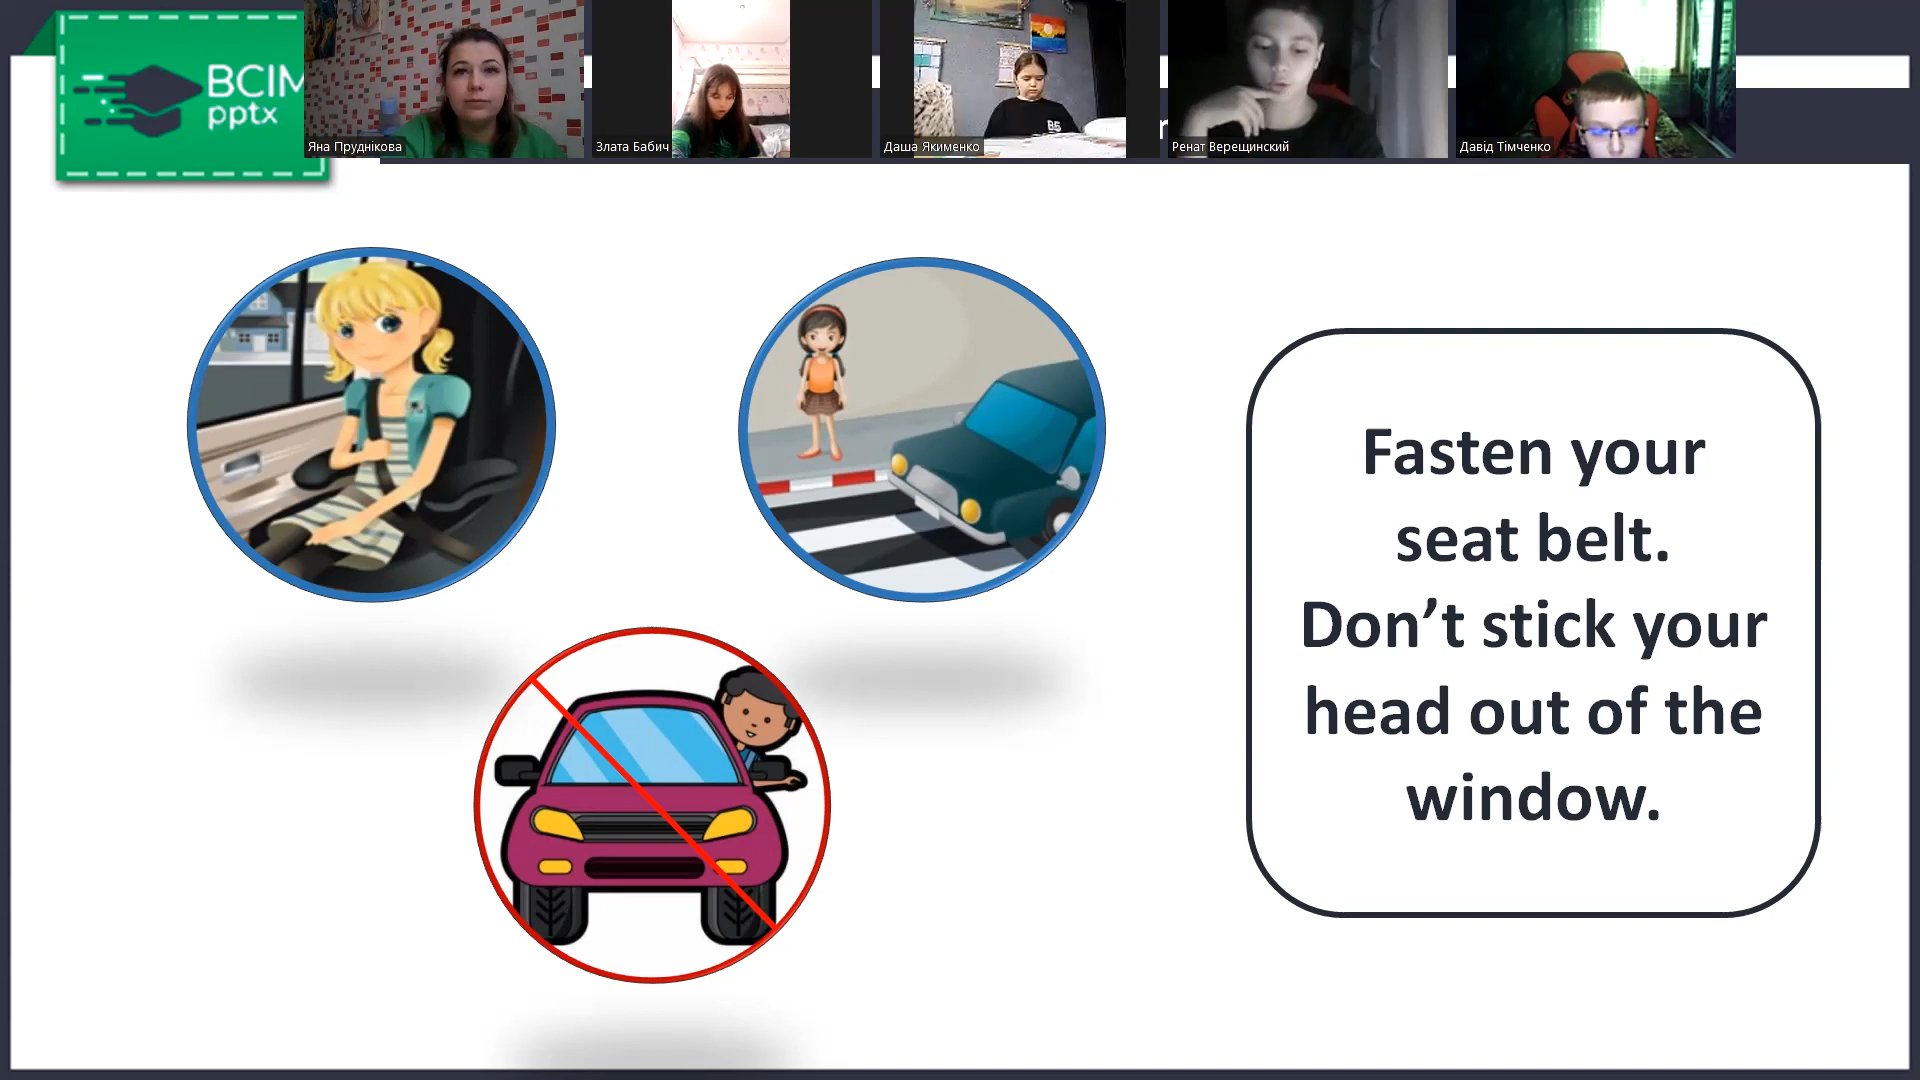 BCIM
pptx
Яна Пруднікова
Злата Бабич
Даша Якименко
Ренат Верещинский
Давід Тімченко
Fasten your
seat belt.
Don’t stick your
head out of the
window.